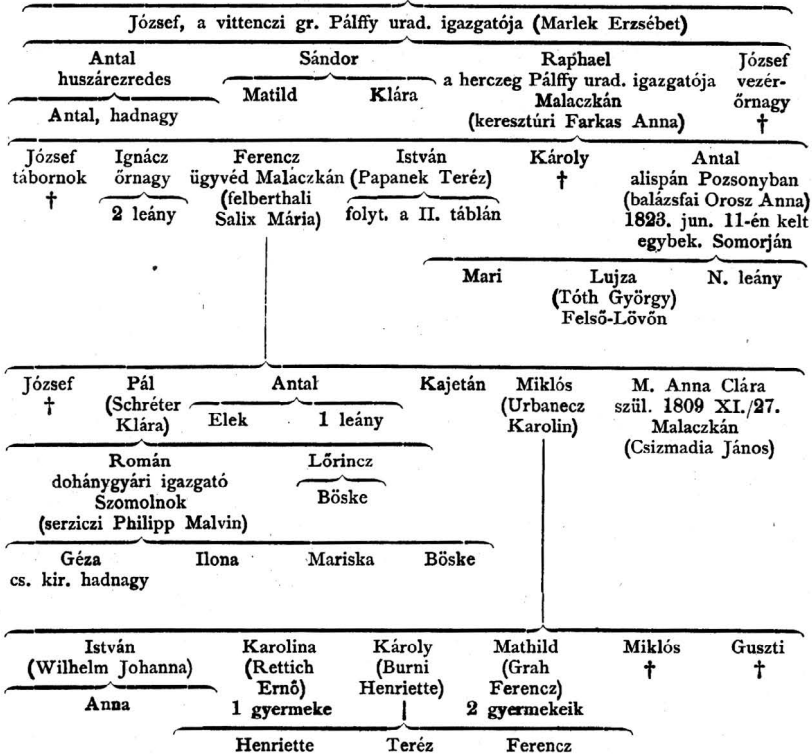 József, a vittenczi gr. Pálffy urad. igazgatója (Marlek Erzsébet)
Antal
huszárezredes
Antal, hadnagy
Sándor
Matild Klára
Raphael
a herczeg Pálffy urad. igazgatója
Malaczkán
(keresztúri Farkas Anna)
József
vezér-
őrnagy
†
József
tábornok
†
Ignácz
őrnagy
2 leány
Ferencz
ügyvéd Malaczkán
(felberthali
Salix Mária)
István
(Papanek Teréz)
folyt. a II. táblán
Károly
†
Antal
alispán Pozsonyban
(balázsfai Orosz Anna)
1823. jun. 11-én kelt
egybek. Somorján
Mari
Lujza
(Tóth György)
Felső-Lövőn
N. leány
József
†
Pál
(Schréter
Klára)
Antal
Elek 1 leány
Kajetán
Miklós
(Urbanecz
Karolin)
M. Anna Clára
szül. 1809 XI./27.
Malaczkán
(Csizmadia János)
Román
dohánygyári igazgató
Szomolnok
(serziczi Philipp Malvin)
Lőrincz
Böske
Géza
cs. kir. hadnagy
Ilona
Mariska
Böske
István
(Wilhelm Johanna)
Anna
Karolina
(Rettich
Ernő)
1 gyermeke
Károly
(Burni
Henriette)
Mathild
(Grah
Ferencz)
2 gyermekeik
Miklós
†
Guszti
†
Henriette Teréz Ferencz